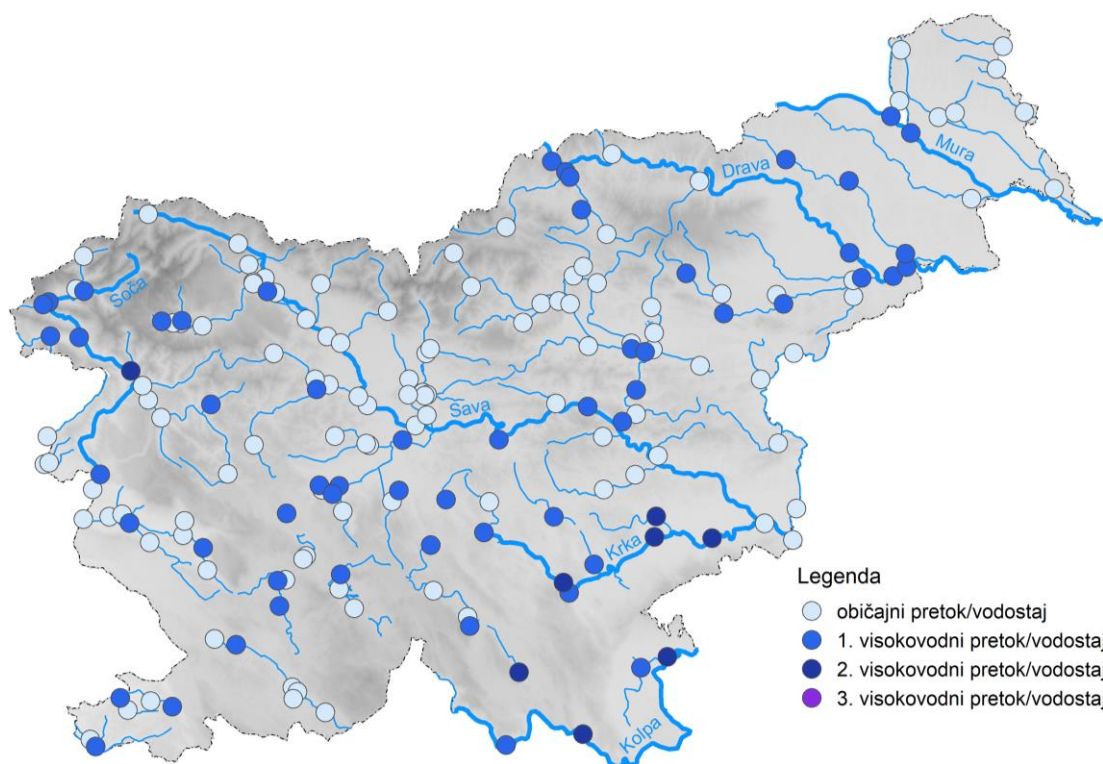 Mura
Drava
Soča
Sava
Krka
Kolpa
Legenda
običajni pretok/vodostaj
1. visokovodni pretok/vodostaj
2. visokovodni pretok/vodostaj
3. visokovodni pretok/vodostaj